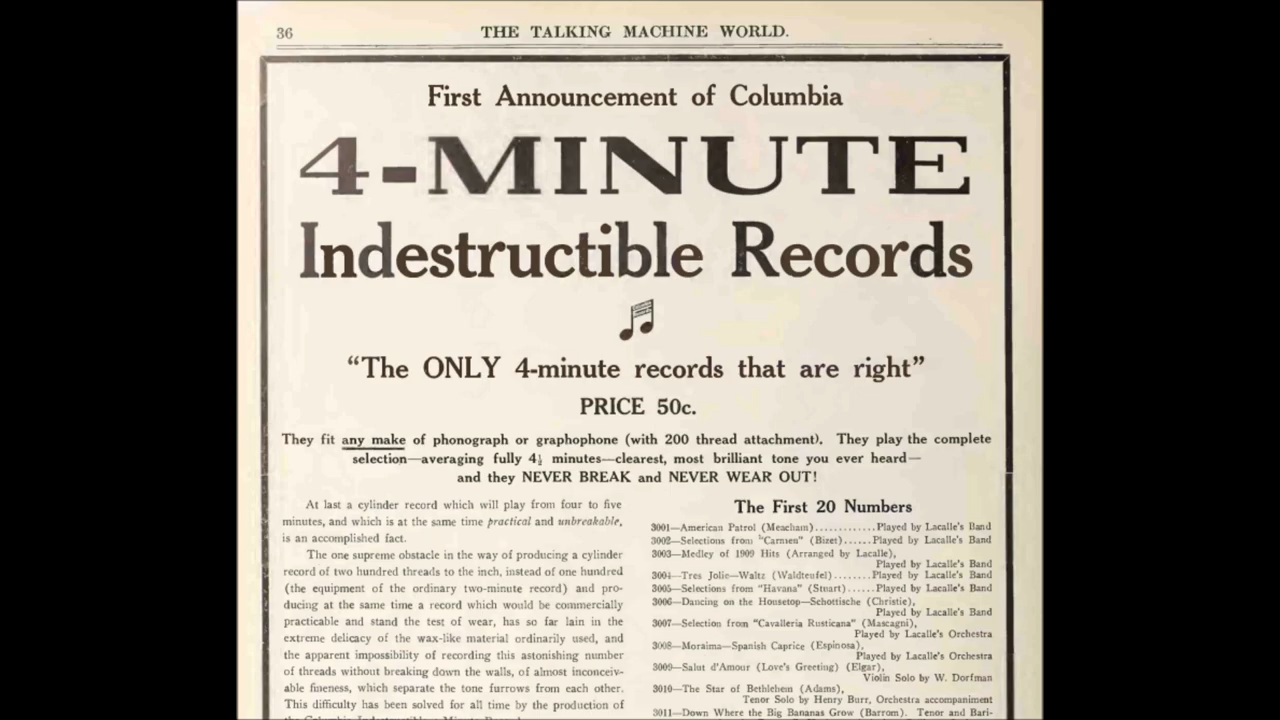 36
THE TALKING MACHINE WORLD.
First Announcement of Columbia
4-MINUTE
Indestructible Records
“The ONLY 4-minute records that are right”
PRICE 50c.
They fit any make of phonograph or graphophone (with 200 thread attachment). They play the complete
selection—averaging fully 4½ minutes—clearest, most brilliant tone you ever heard—
and they NEVER BREAK and NEVER WEAR OUT!
At last a cylinder record which will play from four to five
minutes, and which is at the same time practical and unbreakable,
is an accomplished fact.
The one supreme obstacle in the way of producing a cylinder
record of two hundred threads to the inch, instead of one hundred
(the equipment of the ordinary two-minute record) and pro-
ducing at the same time a record which would be commercially
practicable and stand the test of wear, has so far lain in the
extreme delicacy of the wax-like material ordinarily used, and
the apparent impossibility of recording this astonishing number
of threads without breaking down the walls, of almost inconceiv-
able fineness, which separate the tone furrows from each other.
This difficulty has been solved for all time by the production of
The First 20 Numbers
3001—American Patrol (Meacham).............Played by Lacalle's Band
3002—Selections from "Carmen" (Bizet)......Played by Lacalle's Band
3003—Medley of 1909 Hits (Arranged by Lacalle),
Played by Lacalle's Band
3004—Tres Jolie—Waltz (Waldteufel)........Played by Lacalle's Band
3005—Selections from "Havana" (Stuart)......Played by Lacalle's Band
3006—Dancing on the Housetop—Schottische (Christie),
Played by Lacalle's Band
3007—Selection from "Cavalleria Rusticana" (Mascagni),
Played by Lacalle's Orchestra
3008—Moraima—Spanish Caprice (Espinosa),
Played by Lacalle's Orchestra
3009—Salut d'Amour (Love's Greeting) (Elgar),
Violin Solo by W. Dorfman
3010—The Star of Bethlehem (Adams),
Tenor Solo by Henry Burr, Orchestra accompaniment
3011—Down Where the Big Bananas Grow (Barrom). Tenor and Bari-